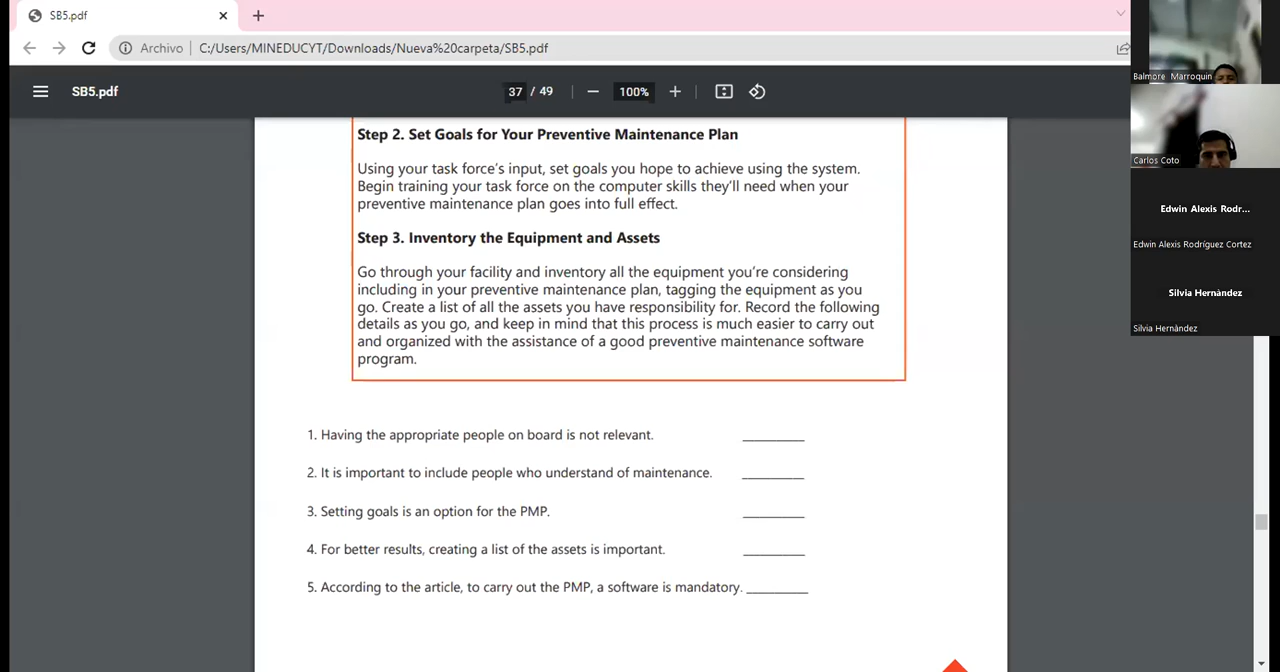 SB5.pdf
Archivo
C:/Users/MINEDUCYT/Downloads/Nueva%20carpeta/SB5.pdf
SB5.pdf
37 / 49
100%
Step 2. Set Goals for Your Preventive Maintenance Plan
Using your task force's input, set goals you hope to achieve using the system.
Begin training your task force on the computer skills they'll need when your
preventive maintenance plan goes into full effect.
Step 3. Inventory the Equipment and Assets
Go through your facility and inventory all the equipment you're considering
including in your preventive maintenance plan, tagging the equipment as you
go. Create a list of all the assets you have responsibility for. Record the following
details as you go, and keep in mind that this process is much easier to carry out
and organized with the assistance of a good preventive maintenance software
program.
1. Having the appropriate people on board is not relevant. _________
2. It is important to include people who understand of maintenance. _________
3. Setting goals is an option for the PMP. _________
4. For better results, creating a list of the assets is important. _________
5. According to the article, to carry out the PMP, a software is mandatory. _________
Balmore Marroquin
Carlos Coto
Edwin Alexis Rodr...
Edwin Alexis Rodríguez Cortez
Silvia Hernàndez
Silvia Hernàndez